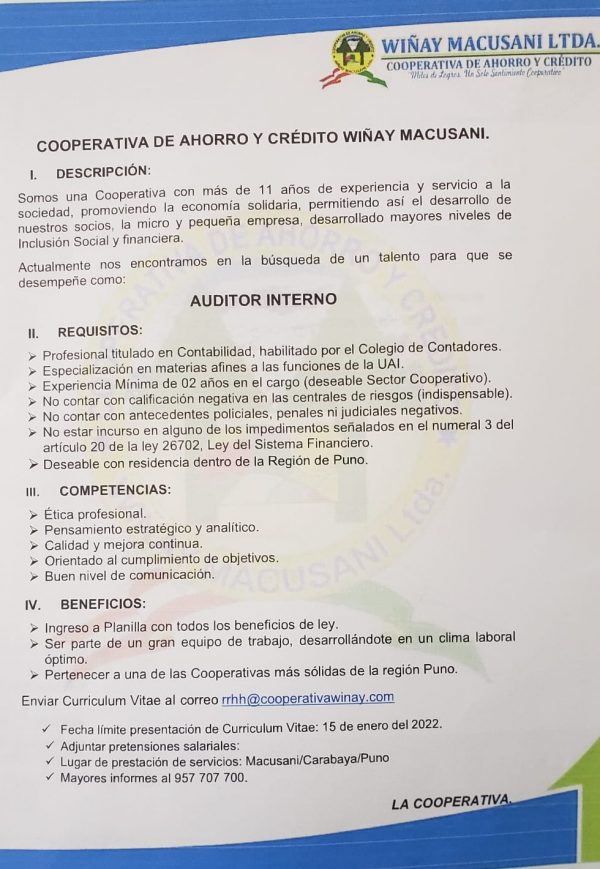 WIÑAY MACUSANI LTDA.
COOPERATIVA DE AHORRO Y CRÉDITO
"Miles de Logros, Un Solo Sentimiento Cooperativo"
COOPERATIVA DE AHORRO Y CRÉDITO WIÑAY MACUSANI.
I. DESCRIPCIÓN:
Somos una Cooperativa con más de 11 años de experiencia y servicio a la
sociedad, promoviendo la economía solidaria, permitiendo así el desarrollo de
nuestros socios, la micro y pequeña empresa, desarrollado mayores niveles de
Inclusión Social y financiera.
Actualmente nos encontramos en la búsqueda de un talento para que se
desempeñe como:
AUDITOR INTERNO
II. REQUISITOS:
➢ Profesional titulado en Contabilidad, habilitado por el Colegio de Contadores.
➢ Especialización en materias afines a las funciones de la UAI.
➢ Experiencia Mínima de 02 años en el cargo (deseable Sector Cooperativo).
➢ No contar con calificación negativa en las centrales de riesgos (indispensable).
➢ No contar con antecedentes policiales, penales ni judiciales negativos.
➢ No estar incurso en alguno de los impedimentos señalados en el numeral 3 del
artículo 20 de la ley 26702, Ley del Sistema Financiero.
➢ Deseable con residencia dentro de la Región de Puno.
III. COMPETENCIAS:
➢ Ética profesional.
➢ Pensamiento estratégico y analítico.
➢ Calidad y mejora continua.
➢ Orientado al cumplimiento de objetivos.
➢ Buen nivel de comunicación.
IV. BENEFICIOS:
➢ Ingreso a Planilla con todos los beneficios de ley.
➢ Ser parte de un gran equipo de trabajo, desarrollándote en un clima laboral
óptimo.
➢ Pertenecer a una de las Cooperativas más sólidas de la región Puno.
Enviar Curriculum Vitae al correo rrhh@cooperativawinay.com
✓ Fecha límite presentación de Curriculum Vitae: 15 de enero del 2022.
✓ Adjuntar pretensiones salariales:
✓ Lugar de prestación de servicios: Macusani/Carabaya/Puno
✓ Mayores informes al 957 707 700.
LA COOPERATIVA.